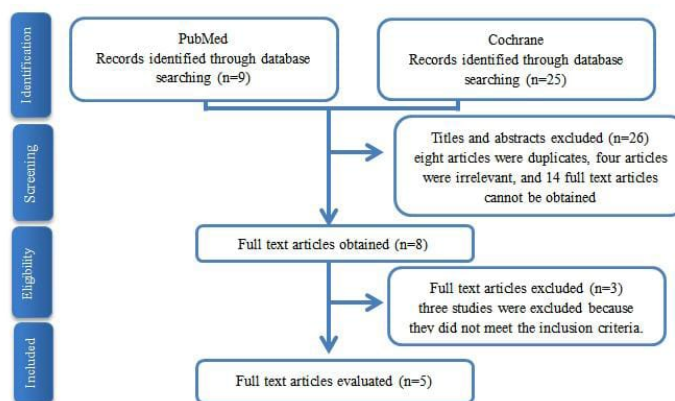 Identification
PubMed
Records identified through database
searching (n=9)
Cochrane
Records identified through database
searching (n=25)
Screening
Titles and abstracts excluded (n=26)
eight articles were duplicates, four articles
were irrelevant, and 14 full text articles
cannot be obtained
Full text articles obtained (n=8)
Eligibility
Full text articles excluded (n=3)
three studies were excluded because
they did not meet the inclusion criteria.
Included
Full text articles evaluated (n=5)